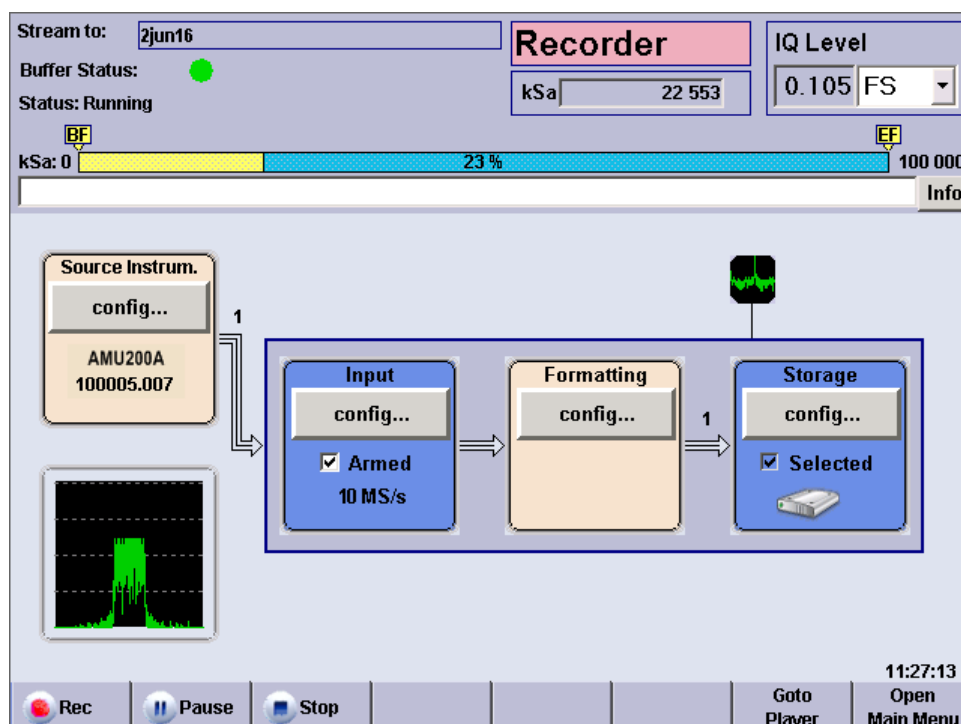 Stream to: 2jun16
Recorder
IQ Level
Buffer Status:
kSa 22 553
0.105 FS
Status: Running
BF
EF
kSa: 0
23 %
100 000
Info
Source Instrum.
config...
AMU200A
100005.007
1
Input
config...
Armed
10 MS/s
Formatting
config...
1
Storage
config...
Selected
11:27:13
Rec
Pause
Stop
Goto
Player
Open
Main Menu